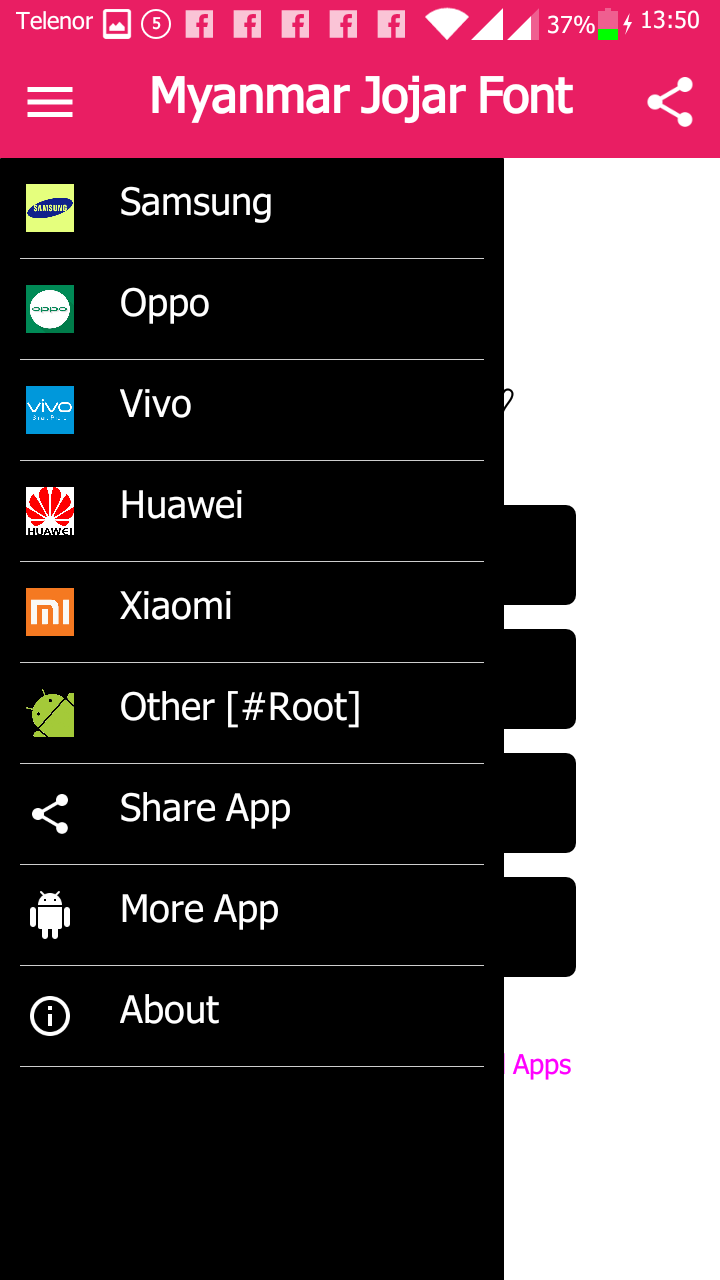 Telenor 5 37% 13:50
Myanmar Jojar Font
SAMSUNG
Samsung
oppo
Oppo
vivo
Vivo
HUAWEI
Huawei
MI
Xiaomi
Other [#Root]
Share App
More App
About
Apps